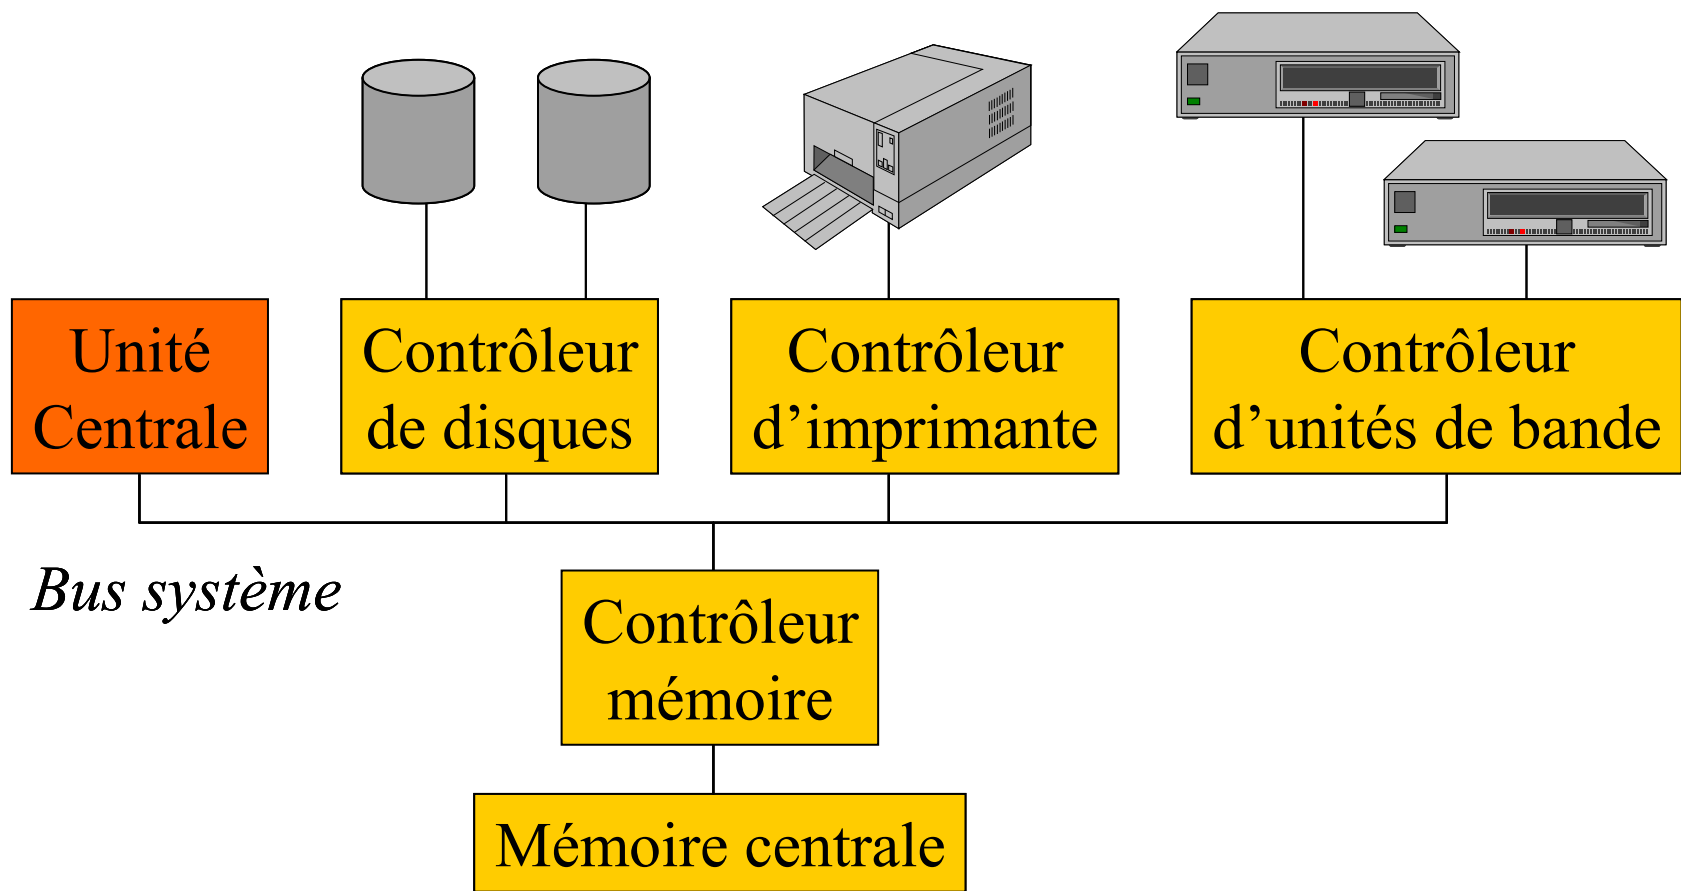 Unité
Centrale
Contrôleur
de disques
Contrôleur
d’imprimante
Contrôleur
d’unités de bande
Bus système
Contrôleur
mémoire
Mémoire centrale